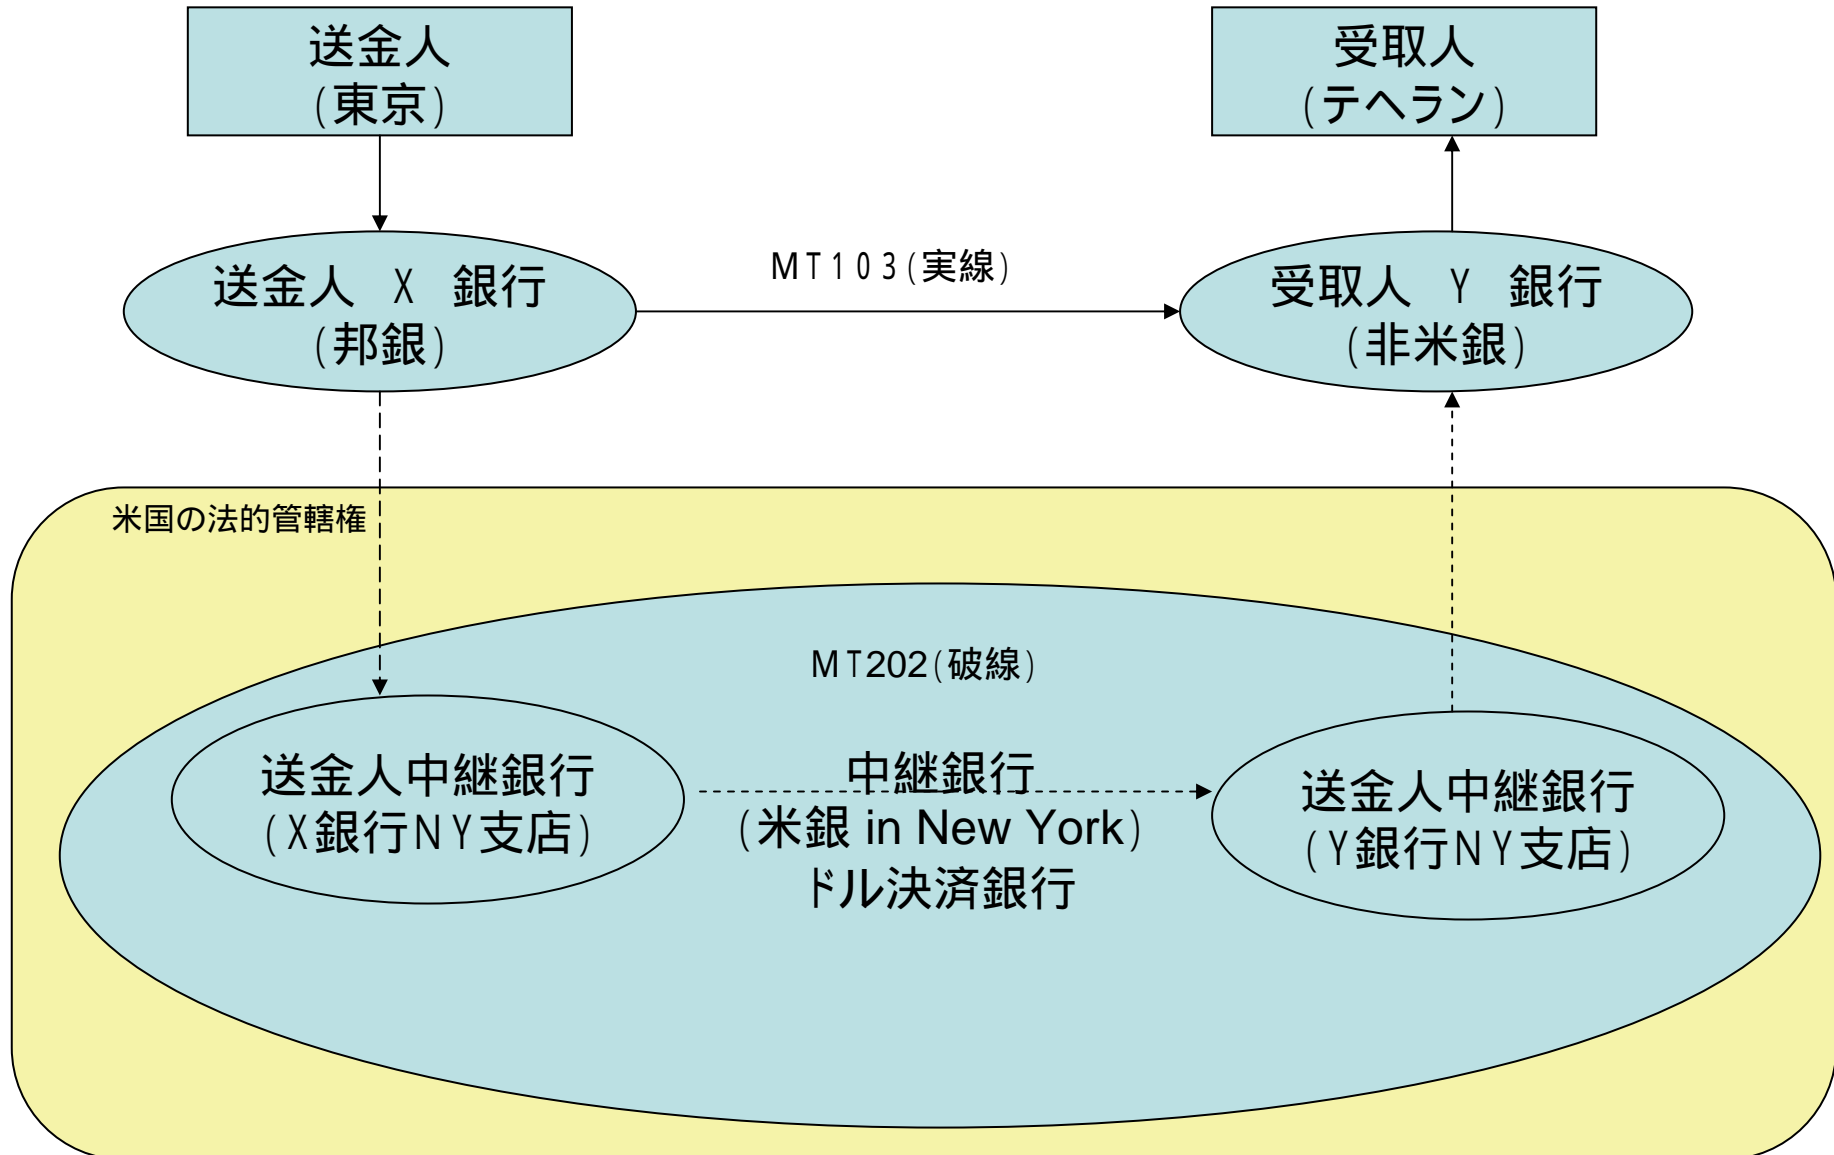 送金人
(東京)
受取人
(テヘラン)
送金人 X 銀行
(邦銀)
MT103(実線)
受取人 Y 銀行
(非米銀)
米国の法的管轄権
MT202(破線)
送金人中継銀行
(X銀行NY支店)
中継銀行
(米銀 in New York)
ドル決済銀行
送金人中継銀行
(Y銀行NY支店)